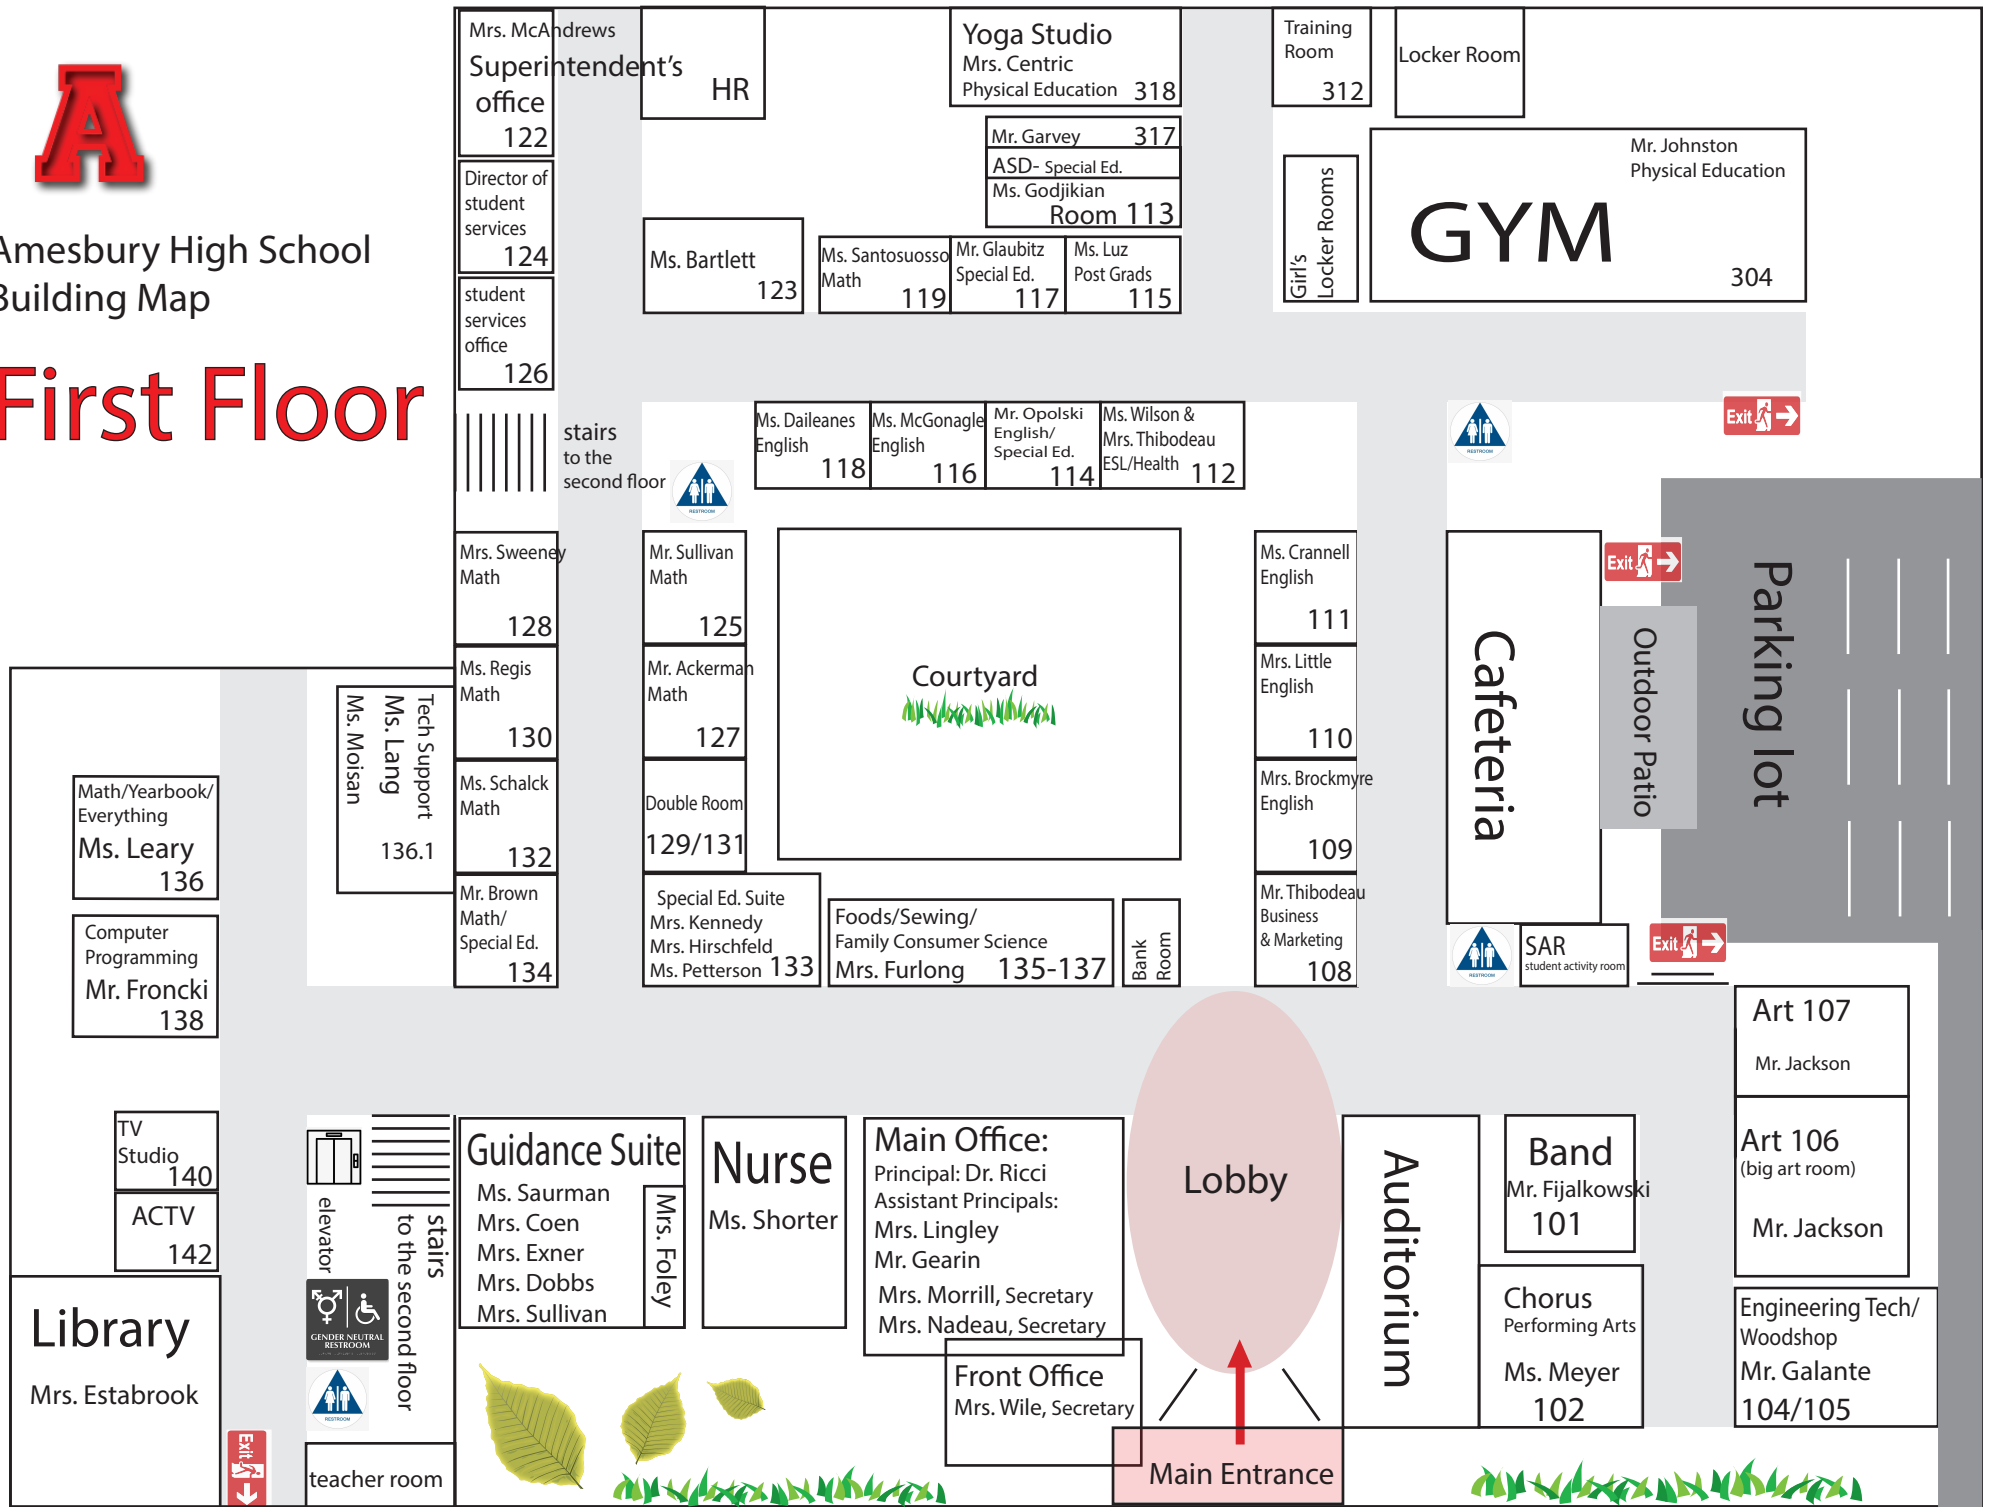 A
Amesbury High School
Building Map
First Floor
Mrs. McAndrews
Superintendent's
office
122
HR
Yoga Studio
Mrs. Centric
Physical Education 318
Training
Room
312
Locker Room
Mr. Garvey 317
ASD- Special Ed.
Ms. Godjikian
Room 113
Mr. Johnston
Physical Education
GYM
304
Girl's
Locker Rooms
Director of
student
services
124
Ms. Bartlett
123
Ms. Santosuosso
Math
119
Mr. Glaubitz
Special Ed.
117
Ms. Luz
Post Grads
115
student
services
office
126
stairs
to the
second floor
RESTROOM
Ms. Daileanes
English
118
Ms. McGonagle
English
116
Mr. Opolski
English/
Special Ed.
114
Ms. Wilson &
Mrs. Thibodeau
ESL/Health 112
RESTROOM
Exit
Mrs. Sweeney
Math
128
Mr. Sullivan
Math
125
Ms. Crannell
English
111
Exit
Ms. Regis
Math
130
Mr. Ackerman
Math
127
Courtyard
Mrs. Little
English
110
Cafeteria
Outdoor Patio
Parking lot
Tech Support
Ms. Lang
Ms. Moisan
136.1
Math/Yearbook/
Everything
Ms. Leary
136
Ms. Schalck
Math
132
Double Room
129/131
Mrs. Brockmyre
English
109
Computer
Programming
Mr. Froncki
138
Mr. Brown
Math/
Special Ed.
134
Special Ed. Suite
Mrs. Kennedy
Mrs. Hirschfeld
Ms. Petterson 133
Foods/Sewing/
Family Consumer Science
Mrs. Furlong 135-137
Bank
Room
Mr. Thibodeau
Business
& Marketing
108
RESTROOM
SAR
student activity room
Exit
Art 107
Mr. Jackson
TV
Studio
140
ACTV
142
elevator
stairs
to the second floor
Guidance Suite
Ms. Saurman
Mrs. Coen
Mrs. Exner
Mrs. Dobbs
Mrs. Sullivan
Mrs. Foley
Nurse
Ms. Shorter
Main Office:
Principal: Dr. Ricci
Assistant Principals:
Mrs. Lingley
Mr. Gearin
Mrs. Morrill, Secretary
Mrs. Nadeau, Secretary
Lobby
Auditorium
Band
Mr. Fijalkowski
101
Art 106
(big art room)
Mr. Jackson
Library
Mrs. Estabrook
GENDER NEUTRAL
RESTROOM
RESTROOM
Exit
teacher room
Front Office
Mrs. Wile, Secretary
Main Entrance
Chorus
Performing Arts
Ms. Meyer
102
Engineering Tech/
Woodshop
Mr. Galante
104/105